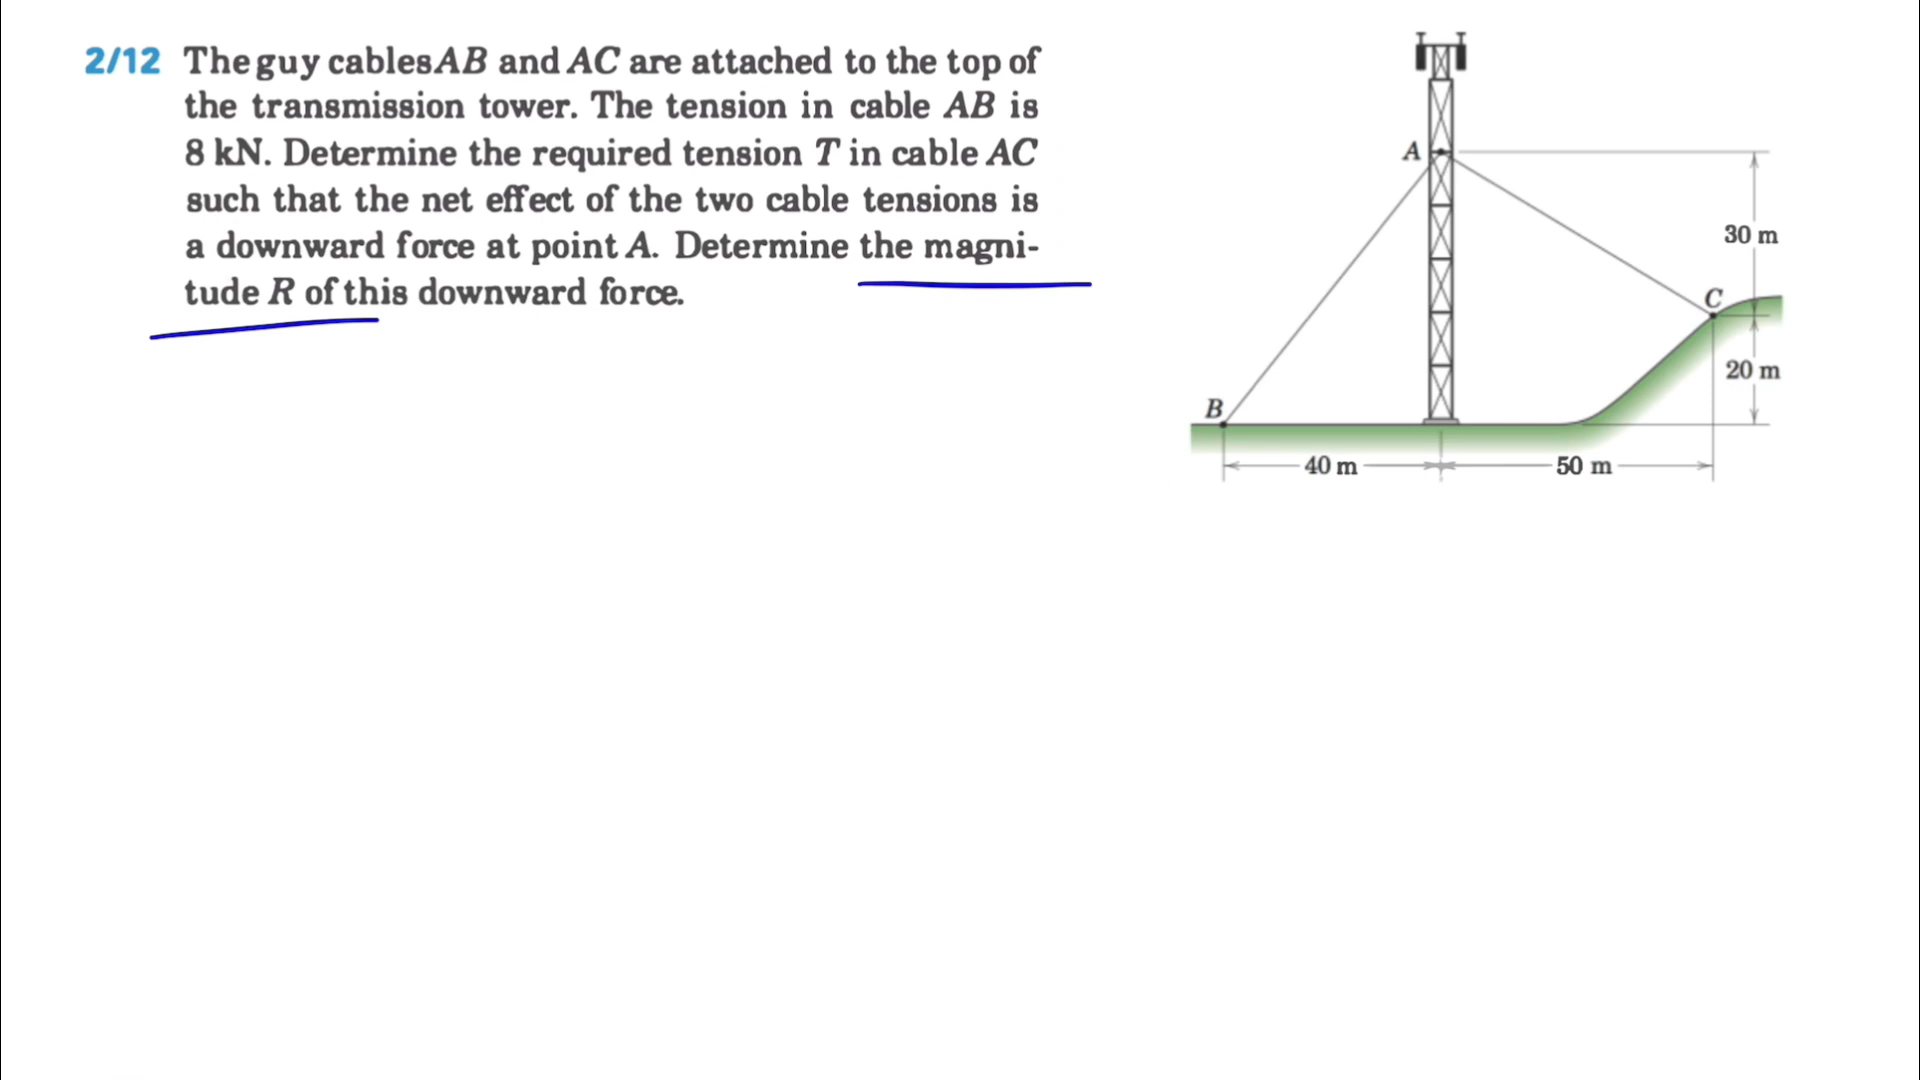 2/12 The guy cables AB and AC are attached to the top of
the transmission tower. The tension in cable AB is
8 kN. Determine the required tension T in cable AC
such that the net effect of the two cable tensions is
a downward force at point A. Determine the magni-
tude R of this downward force.
A
30 m
C
20 m
B
40 m
50 m